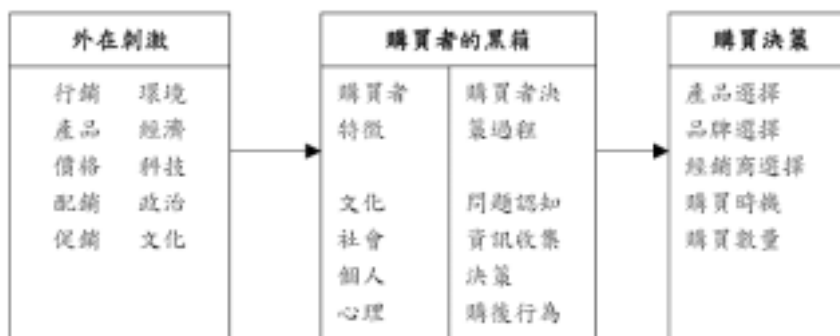 外在刺激
行銷 環境
產品 經濟
價格 科技
配銷 政治
促銷 文化
購買者的黑箱
購買者
特徵
文化
社會
個人
心理
購買者決
策過程
問題認知
資訊收集
決策
購後行為
購買決策
產品選擇
品牌選擇
經銷商選擇
購買時機
購買數量